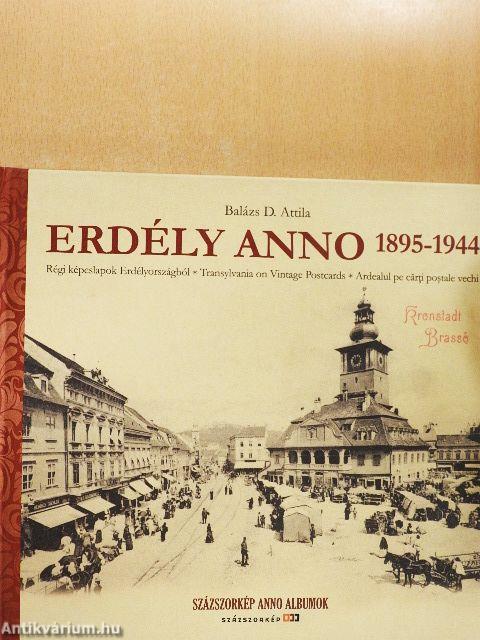 Balázs D. Attila
ERDÉLY ANNO 1895-1944
Régi képeslapok Erdélyországból * Transylvania on Vintage Postcards * Ardealul pe cărţi poştale vechi
Kronstadt
Brassó
SZÁZSZORKÉP ANNO ALBUMOK
SZÁZSZORKÉP
Antikvárium.hu